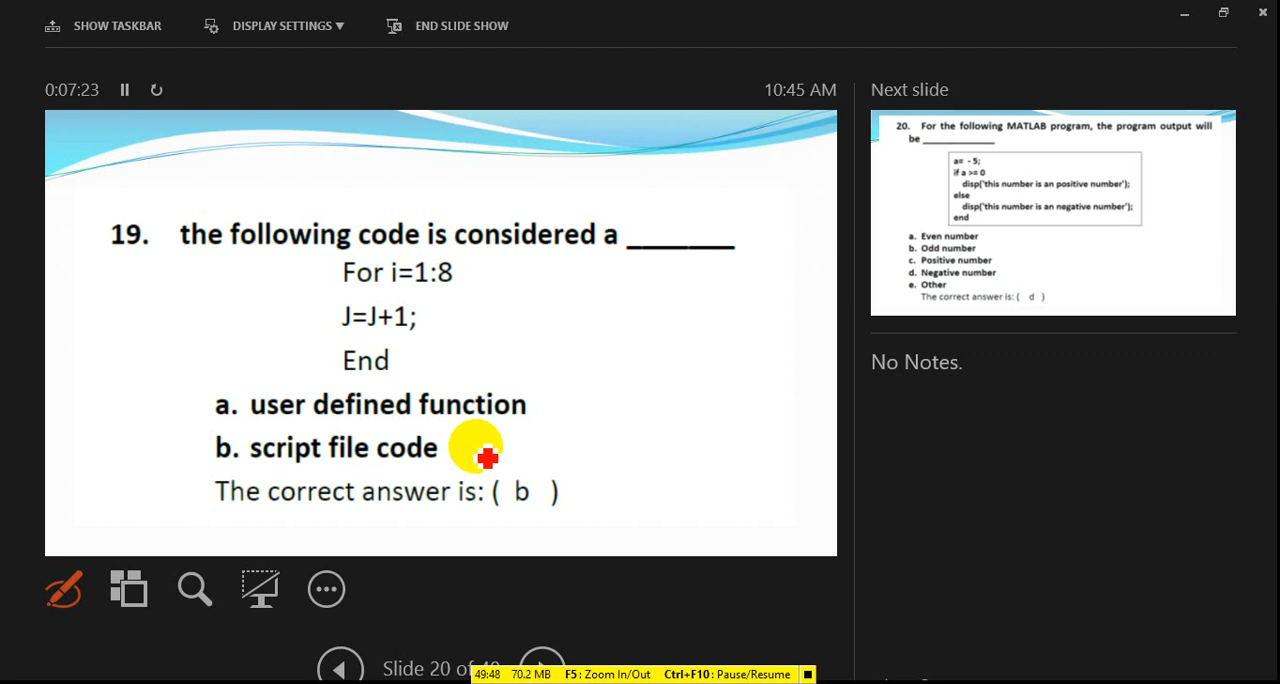 SHOW TASKBAR
DISPLAY SETTINGS ▼
END SLIDE SHOW
0:07:23
10:45 AM
19. the following code is considered a _______
For i=1:8
J=J+1;
End
a. user defined function
b. script file code
The correct answer is: ( b )
Next slide
20. For the following MATLAB program, the program output will
be ______________
a= - 5;
if a >= 0
disp('this number is an positive number');
else
disp('this number is an negative number');
end
a. Even number
b. Odd number
c. Positive number
d. Negative number
e. Other
The correct answer is: ( d )
No Notes.
Slide 20 of
49:48 70.2 MB F5: Zoom In/Out Ctrl+F10: Pause/Resume